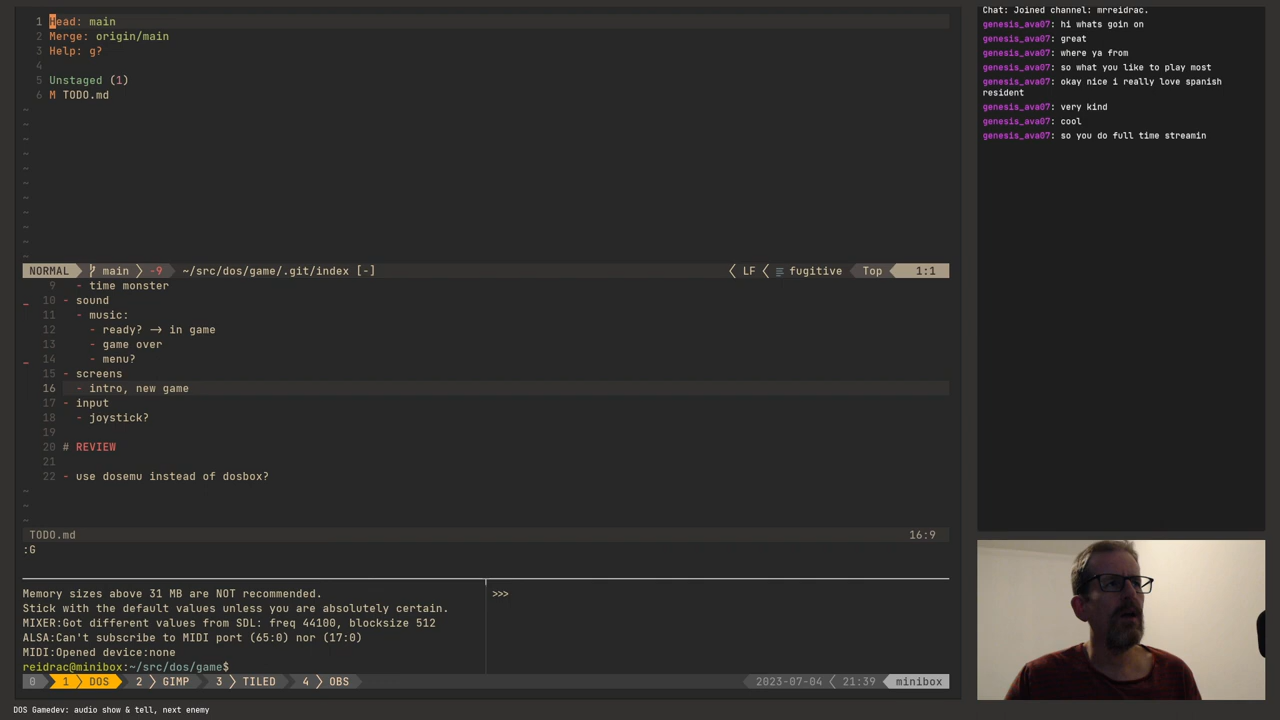 1 Head: main
2 Merge: origin/main
3 Help: g?
4
5 Unstaged (1)
6 M TODO.md
~
~
~
~
~
~
~
~
~
~
NORMAL main -9 ~/src/dos/game/.git/index [-] LF fugitive Top 1:1
9 - time monster
_ 10 - sound
11 - music:
12 - ready? -> in game
13 - game over
_ 14 - menu?
15 - screens
16 - intro, new game
17 - input
18 - joystick?
19
20 # REVIEW
21
22 - use dosemu instead of dosbox?
~
~
~
TODO.md 16:9
:G
Memory sizes above 31 MB are NOT recommended.
Stick with the default values unless you are absolutely certain.
MIXER:Got different values from SDL: freq 44100, blocksize 512
ALSA:Can't subscribe to MIDI port (65:0) nor (17:0)
MIDI:Opened device:none
reidrac@minibox:~/src/dos/game$
>>>
0 1 DOS 2 GIMP 3 TILED 4 OBS 2023-07-04 21:39 minibox
DOS Gamedev: audio show & tell, next enemy
Chat: Joined channel: mrreidrac.
genesis_ava07: hi whats goin on
genesis_ava07: great
genesis_ava07: where ya from
genesis_ava07: so what you like to play most
genesis_ava07: okay nice i really love spanish
resident
genesis_ava07: very kind
genesis_ava07: cool
genesis_ava07: so you do full time streamin